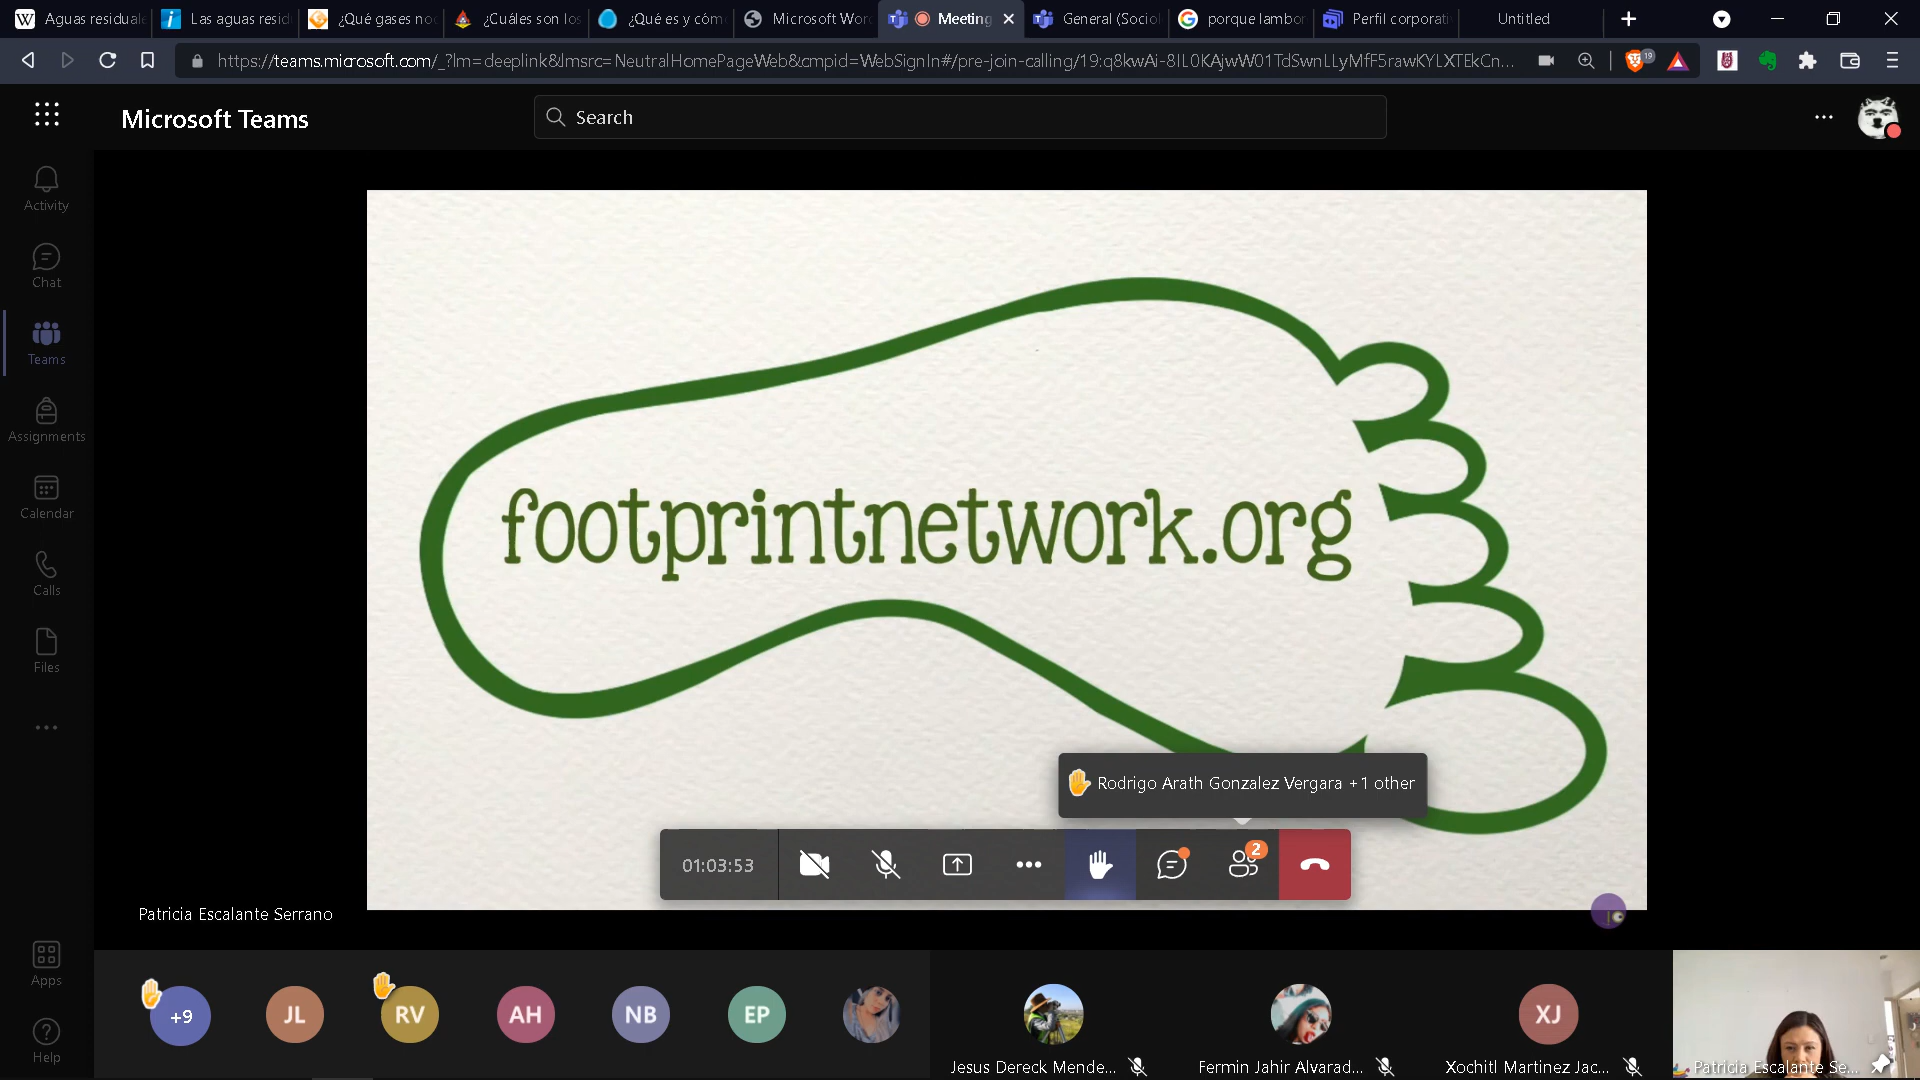 Aguas residuale
Las aguas resid
¿Qué gases no
¿Cuáles son los
¿Qué es y cóm
Microsoft Word
Meeting
General (Sociol
porque lambor
Perfil corporati
Untitled
https://teams.microsoft.com/_?lm=deeplink&lmsrc=NeutralHomePageWeb&cmpid=WebSignIn#/pre-join-calling/19:q8kwAi-8IL0KAjwW01TdSwnLLyMfF5rawKYLXTEkCn...
19
Microsoft Teams
Search
Activity
Chat
Teams
Assignments
Calendar
Calls
Files
Apps
Help
footprintnetwork.org
Rodrigo Arath Gonzalez Vergara +1 other
01:03:53
2
Patricia Escalante Serrano
+9
JL
RV
AH
NB
EP
XJ
Jesus Dereck Mende...
Fermin Jahir Alvarad...
Xochitl Martinez Jac...
Patricia Escalante Se...